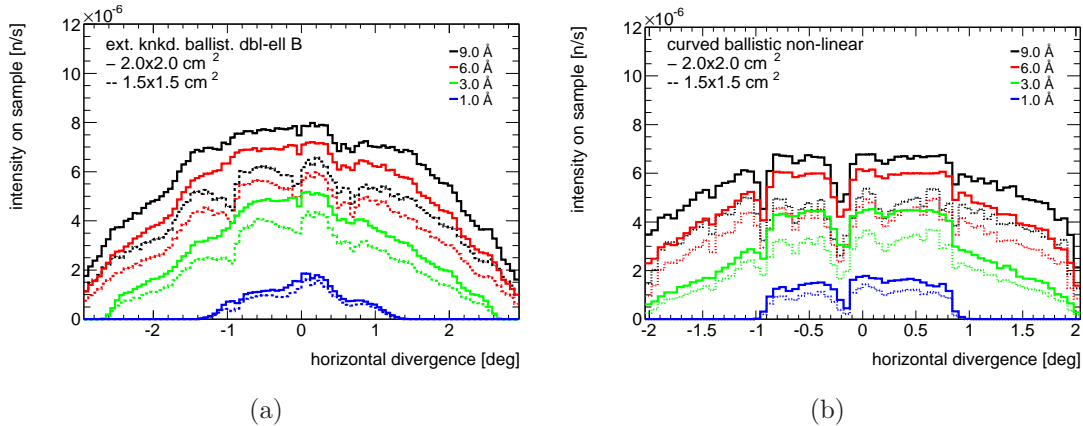 ×10⁻⁶
intensity on sample [n/s]
12
10
8
6
4
2
0
ext. knkd. ballist. dbl-ell B
– 2.0x2.0 cm ²
-- 1.5x1.5 cm ²
9.0 Å
6.0 Å
3.0 Å
1.0 Å
-2 -1 0 1 2
horizontal divergence [deg]
(a)
×10⁻⁶
intensity on sample [n/s]
12
10
8
6
4
2
0
curved ballistic non-linear
– 2.0x2.0 cm ²
-- 1.5x1.5 cm ²
9.0 Å
6.0 Å
3.0 Å
1.0 Å
-2 -1.5 -1 -0.5 0 0.5 1 1.5 2
horizontal divergence [deg]
(b)